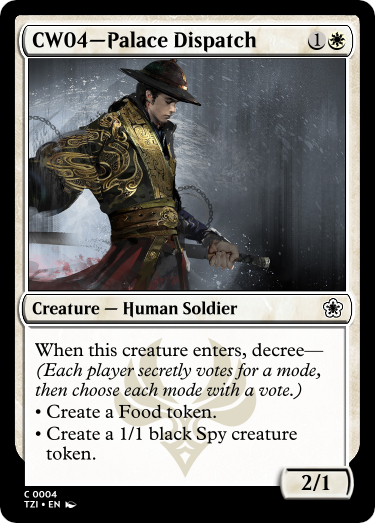 CW04—Palace Dispatch 1
Creature — Human Soldier
When this creature enters, decree—
(Each player secretly votes for a mode,
then choose each mode with a vote.)
• Create a Food token.
• Create a 1/1 black Spy creature
token.
2/1
C 0004
TZI • EN